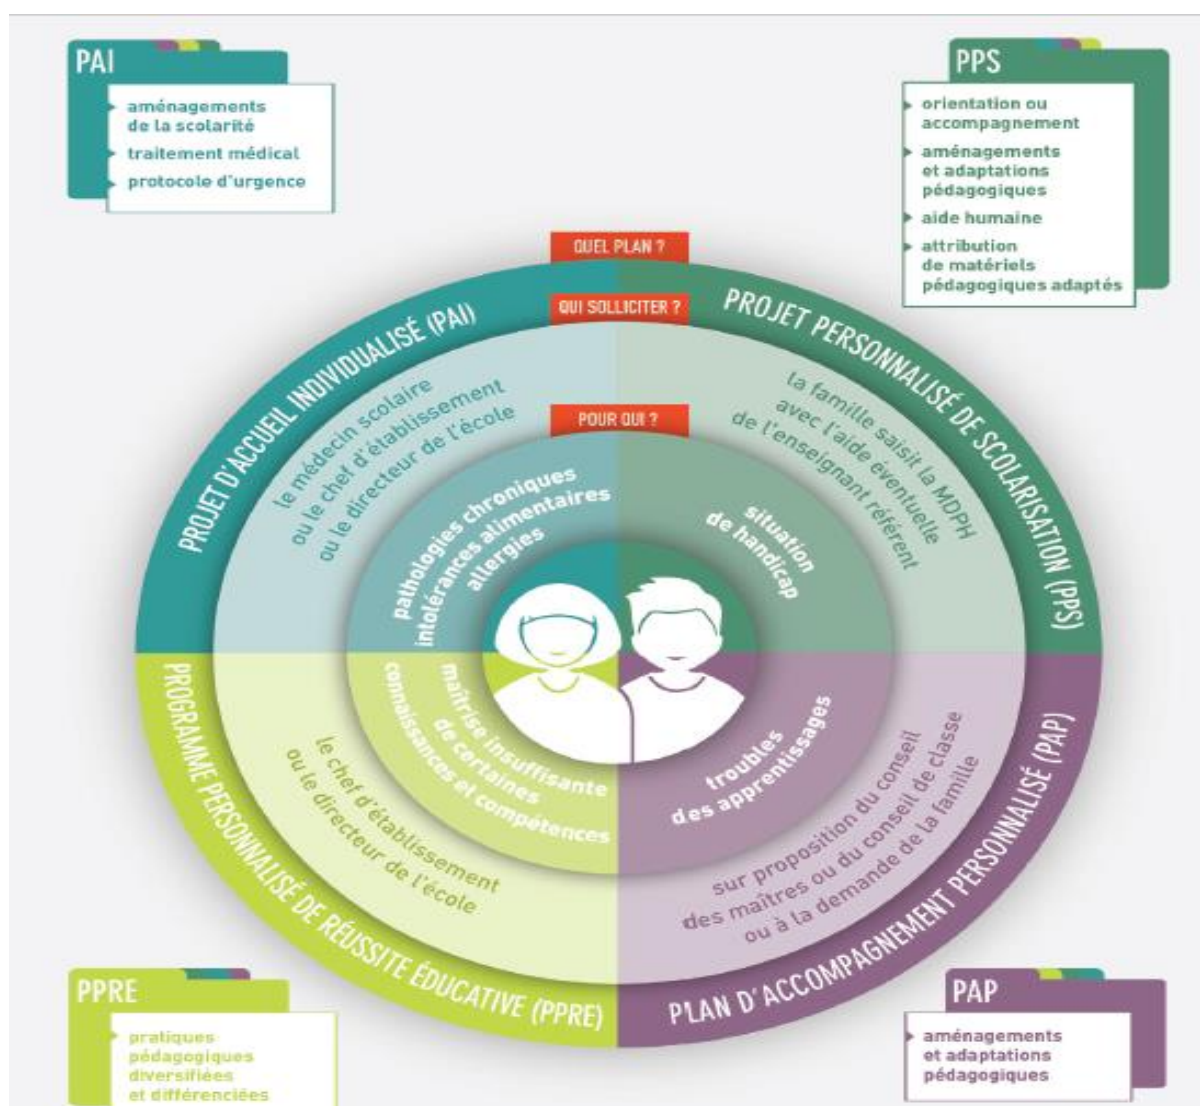 PAI
aménagements
de la scolarité
traitement médical
protocole d'urgence
PPS
orientation ou
accompagnement
aménagements
et adaptations
pédagogiques
aide humaine
attribution
de matériels
pédagogiques adaptés
QUEL PLAN ?
QUI SOLLICITER ?
POUR QUI ?
PROJET D'ACCUEIL INDIVIDUALISÉ (PAI)
le médecin scolaire
ou le chef d'établissement
ou le directeur de l'école
pathologies chroniques
intolérances alimentaires
allergies
PROJET PERSONNALISÉ DE SCOLARISATION (PPS)
la famille saisit la MDPH
avec l'aide éventuelle
de l'enseignant référent
situation
de handicap
PROGRAMME PERSONNALISÉ DE RÉUSSITE ÉDUCATIVE (PPRE)
le chef d'établissement
ou le directeur de l'école
maîtrise insuffisante
de certaines
connaissances et compétences
PLAN D'ACCOMPAGNEMENT PERSONNALISÉ (PAP)
sur proposition du conseil
des maîtres ou du conseil de classe
ou à la demande de la famille
troubles
des apprentissages
PPRE
pratiques
pédagogiques
diversifiées
et différenciées
PAP
aménagements
et adaptations
pédagogiques